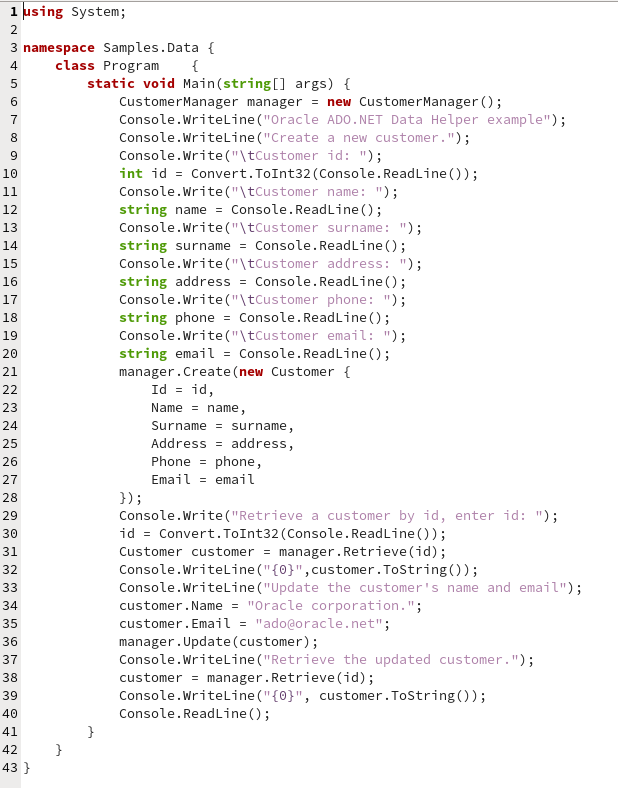 1 using System;
2
3 namespace Samples.Data {
4     class Program    {
5         static void Main(string[] args) {
6             CustomerManager manager = new CustomerManager();
7             Console.WriteLine("Oracle ADO.NET Data Helper example");
8             Console.WriteLine("Create a new customer.");
9             Console.Write("\tCustomer id: ");
10             int id = Convert.ToInt32(Console.ReadLine());
11             Console.Write("\tCustomer name: ");
12             string name = Console.ReadLine();
13             Console.Write("\tCustomer surname: ");
14             string surname = Console.ReadLine();
15             Console.Write("\tCustomer address: ");
16             string address = Console.ReadLine();
17             Console.Write("\tCustomer phone: ");
18             string phone = Console.ReadLine();
19             Console.Write("\tCustomer email: ");
20             string email = Console.ReadLine();
21             manager.Create(new Customer {
22                 Id = id,
23                 Name = name,
24                 Surname = surname,
25                 Address = address,
26                 Phone = phone,
27                 Email = email
28             });
29             Console.Write("Retrieve a customer by id, enter id: ");
30             id = Convert.ToInt32(Console.ReadLine());
31             Customer customer = manager.Retrieve(id);
32             Console.WriteLine("{0}",customer.ToString());
33             Console.WriteLine("Update the customer's name and email");
34             customer.Name = "Oracle corporation.";
35             customer.Email = "ado@oracle.net";
36             manager.Update(customer);
37             Console.WriteLine("Retrieve the updated customer.");
38             customer = manager.Retrieve(id);
39             Console.WriteLine("{0}", customer.ToString());
40             Console.ReadLine();
41         }
42     }
43 }